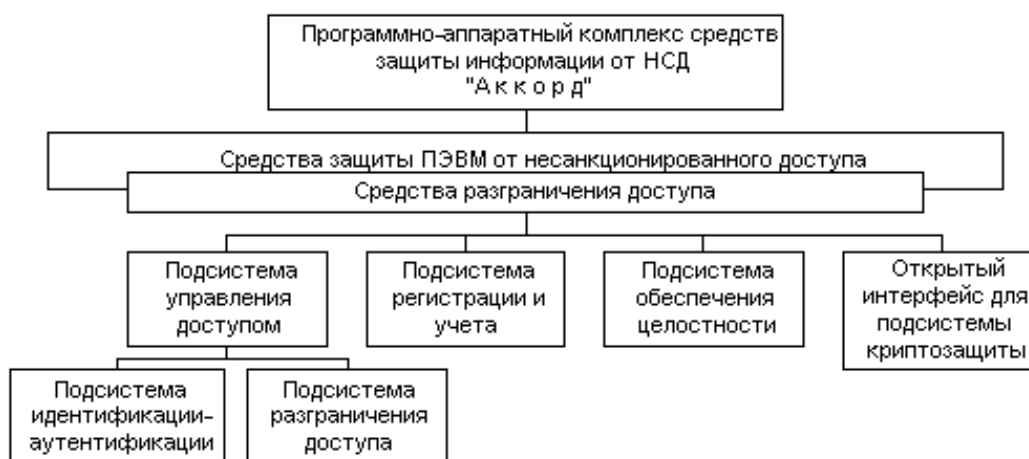 Программно-аппаратный комплекс средств
защиты информации от НСД
"А к к о р д"
Средства защиты ПЭВМ от несанкционированного доступа
Средства разграничения доступа
Подсистема
управления
доступом
Подсистема
регистрации и
учета
Подсистема
обеспечения
целостности
Открытый
интерфейс для
подсистемы
криптозащиты
Подсистема
идентификации-
аутентификации
Подсистема
разграничения
доступа